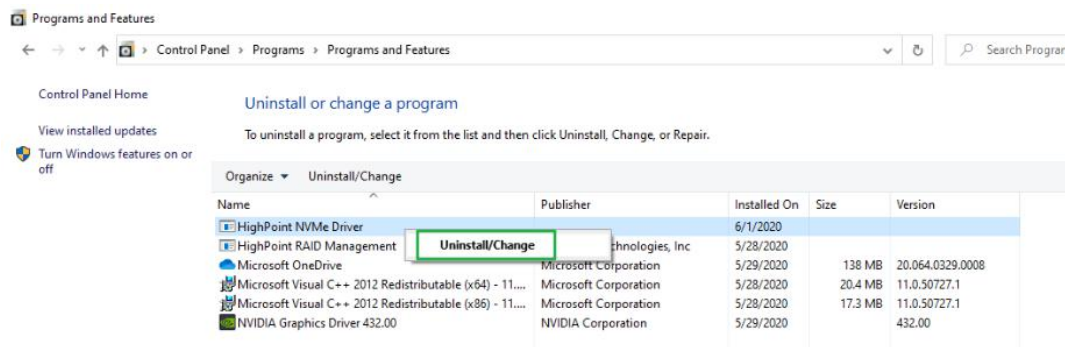 Programs and Features
Control Panel > Programs > Programs and Features
Search Program
Control Panel Home
Uninstall or change a program
View installed updates
To uninstall a program, select it from the list and then click Uninstall, Change, or Repair.
Turn Windows features on or
off
Organize Uninstall/Change
Name Publisher Installed On Size Version
HighPoint NVMe Driver 6/1/2020
HighPoint RAID Management chnologies, Inc 5/28/2020
Uninstall/Change
Microsoft OneDrive Microsoft Corporation 5/29/2020 138 MB 20.064.0329.0008
Microsoft Visual C++ 2012 Redistributable (x64) - 11.... Microsoft Corporation 5/28/2020 20.4 MB 11.0.50727.1
Microsoft Visual C++ 2012 Redistributable (x86) - 11.... Microsoft Corporation 5/28/2020 17.3 MB 11.0.50727.1
NVIDIA Graphics Driver 432.00 NVIDIA Corporation 5/29/2020 432.00